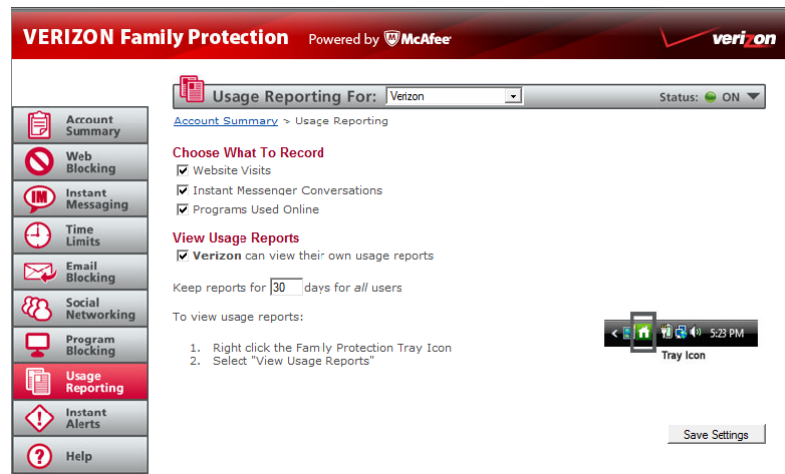 VERIZON Family Protection Powered by McAfee verizon
Usage Reporting For: Verizon Status: ON
Account Summary > Usage Reporting
Account
Summary
Web
Blocking
IM
Instant
Messaging
Time
Limits
Email
Blocking
Social
Networking
Program
Blocking
Usage
Reporting
Instant
Alerts
? Help
Choose What To Record
Website Visits
Instant Messenger Conversations
Programs Used Online
View Usage Reports
Verizon can view their own usage reports
Keep reports for 30 days for all users
To view usage reports:
1. Right click the Family Protection Tray Icon
2. Select "View Usage Reports"
< 5:23 PM
Tray Icon
Save Settings